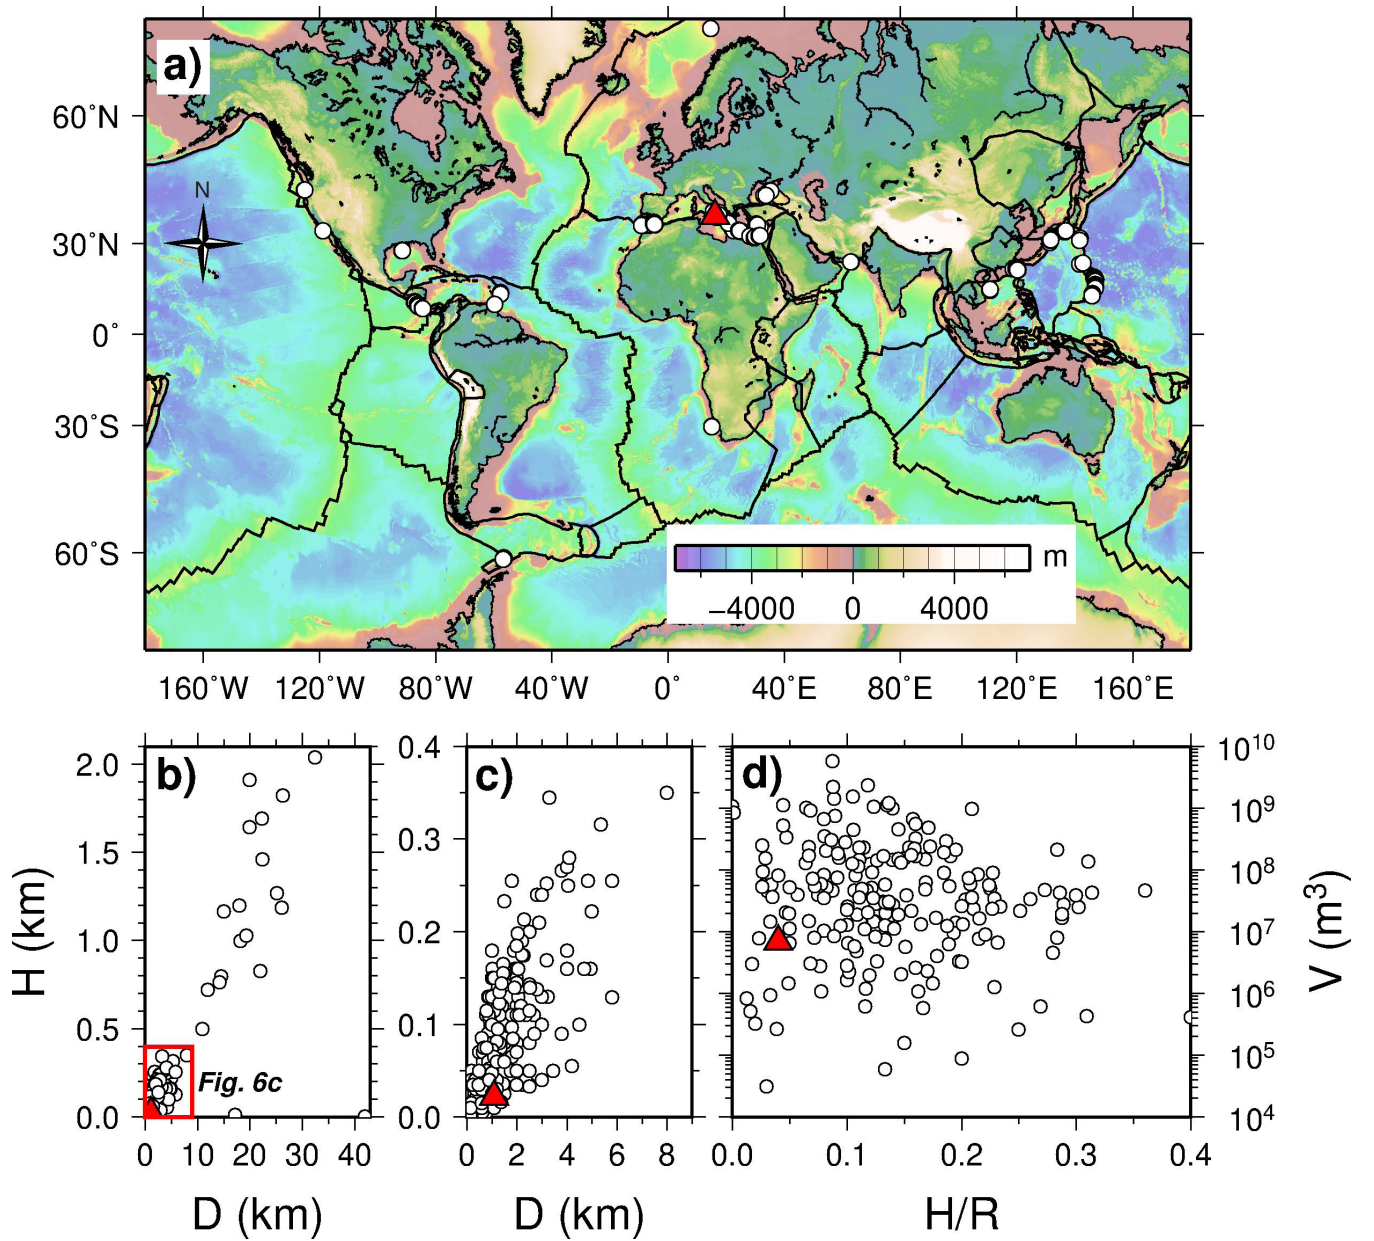 a)
N
60˚N
30˚N
0˚
30˚S
60˚S
−4000 0 4000 m
160˚W 120˚W 80˚W 40˚W 0˚ 40˚E 80˚E 120˚E 160˚E
b)
H (km)
2.0
1.5
1.0
0.5
0.0
Fig. 6c
0 10 20 30 40
D (km)
c)
0.4
0.3
0.2
0.1
0.0
0 2 4 6 8
D (km)
d)
10¹⁰
10⁹
10⁸
10⁷
10⁶
10⁵
10⁴
V (m³)
0.0 0.1 0.2 0.3 0.4
H/R